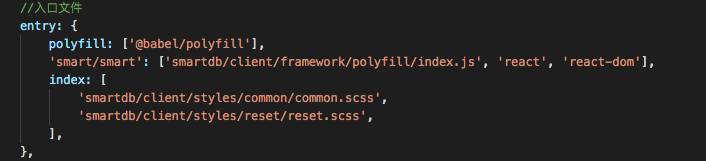 //入口文件
entry: {
polyfill: ['@babel/polyfill'],
'smart/smart': ['smartdb/client/framework/polyfill/index.js', 'react', 'react-dom'],
index: [
'smartdb/client/styles/common/common.scss',
'smartdb/client/styles/reset/reset.scss',
],
},